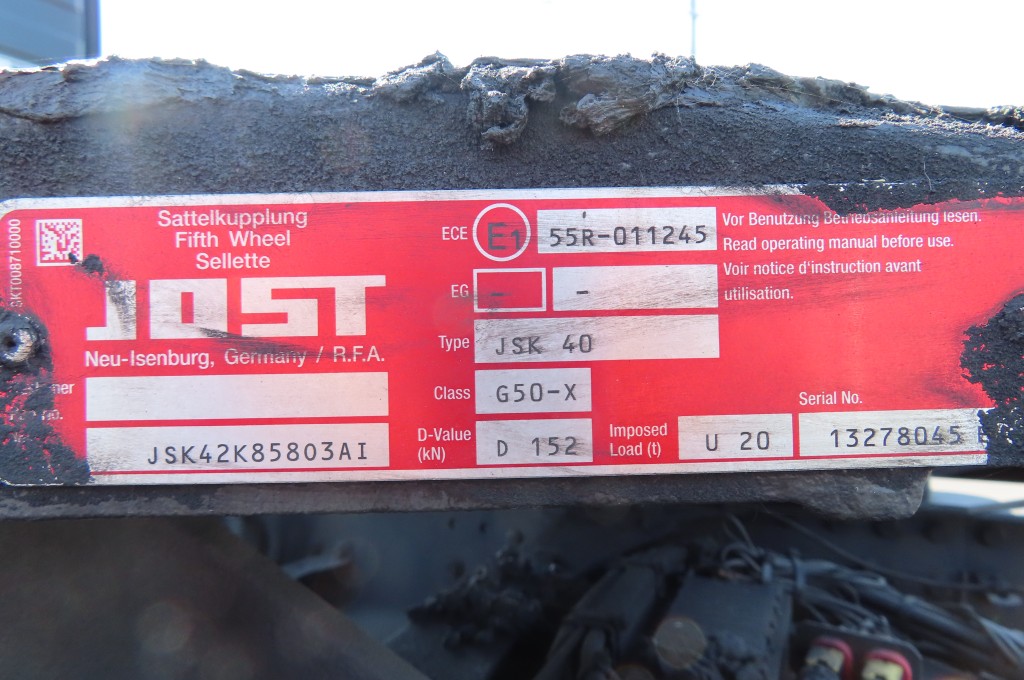 Sattelkupplung
Fifth Wheel
Sellette
JOST
Neu-Isenburg, Germany / R.F.A.
JSK42K85803AI
SKT008710000
ECE E1 55R-011245
EG - -
Type JSK 40
Class G50-X
D-Value (kN) D 152
Imposed Load (t) U 20
Serial No.
13278045
Vor Benutzung Betriebsanleitung lesen.
Read operating manual before use.
Voir notice d'instruction avant
utilisation.